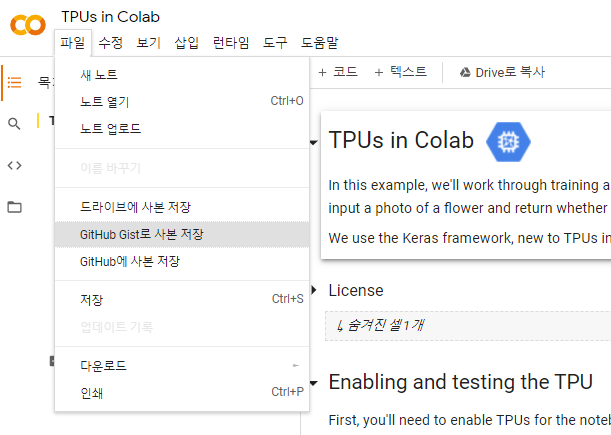 TPUs in Colab
파일 수정 보기 삽입 런타임 도구 도움말
+ 코드 + 텍스트 Drive로 복사
새 노트
노트 열기 Ctrl+O
노트 업로드
이름 바꾸기
드라이브에 사본 저장
GitHub Gist로 사본 저장
GitHub에 사본 저장
저장 Ctrl+S
업데이트 기록
다운로드
인쇄 Ctrl+P
TPUs in Colab
In this example, we'll work through training a
input a photo of a flower and return whether
We use the Keras framework, new to TPUs in
License
↳ 숨겨진 셀 1개
Enabling and testing the TPU
First, you'll need to enable TPUs for the noteb